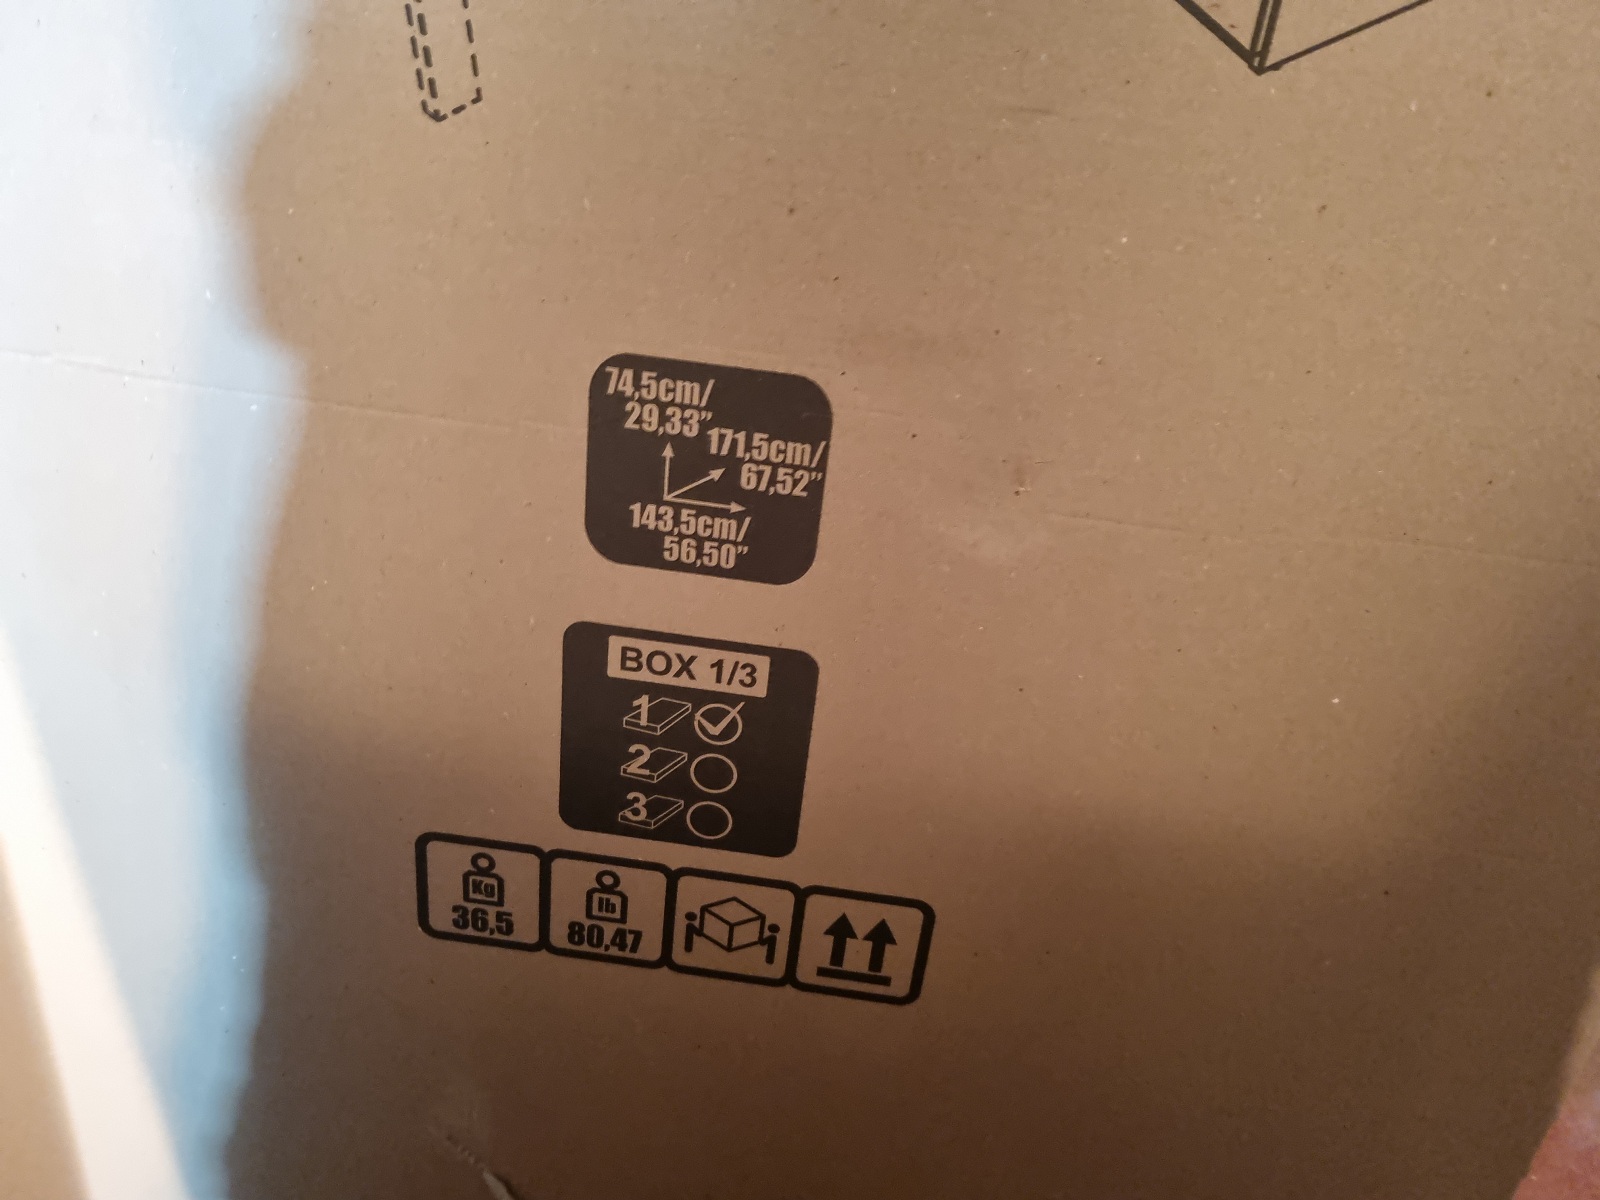 74,5cm/
29,33”
171,5cm/
67,52”
143,5cm/
56,50”
BOX 1/3
1
2
3
Kg
36,5
lb
80,47